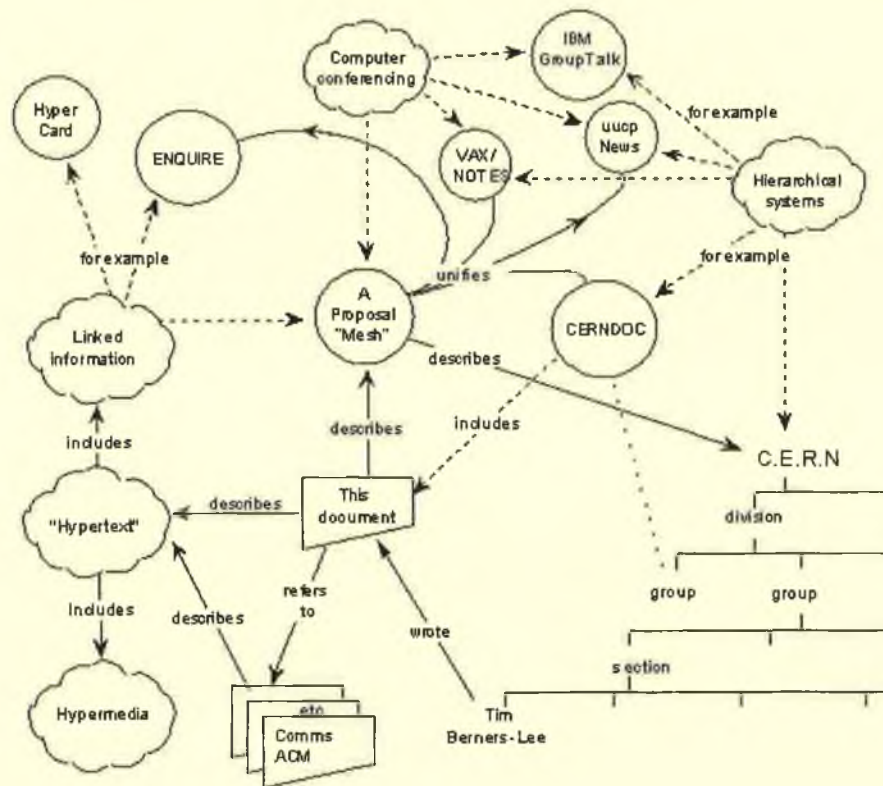 IBM
GroupTalk
Computer
conferencing
Hyper
Card
for example
uucp
News
ENQUIRE
VAX/
NOTES
Hierarchical
systems
for example
for example
unifies
A
Proposal
"Mesh"
CERNDOC
Linked
information
describes
includes
describes
includes
C.E.R.N
This
document
describes
"Hypertext"
division
refers
to
group
group
includes
describes
wrote
section
Hypermedia
etc
Comms
ACM
Tim
Berners-Lee